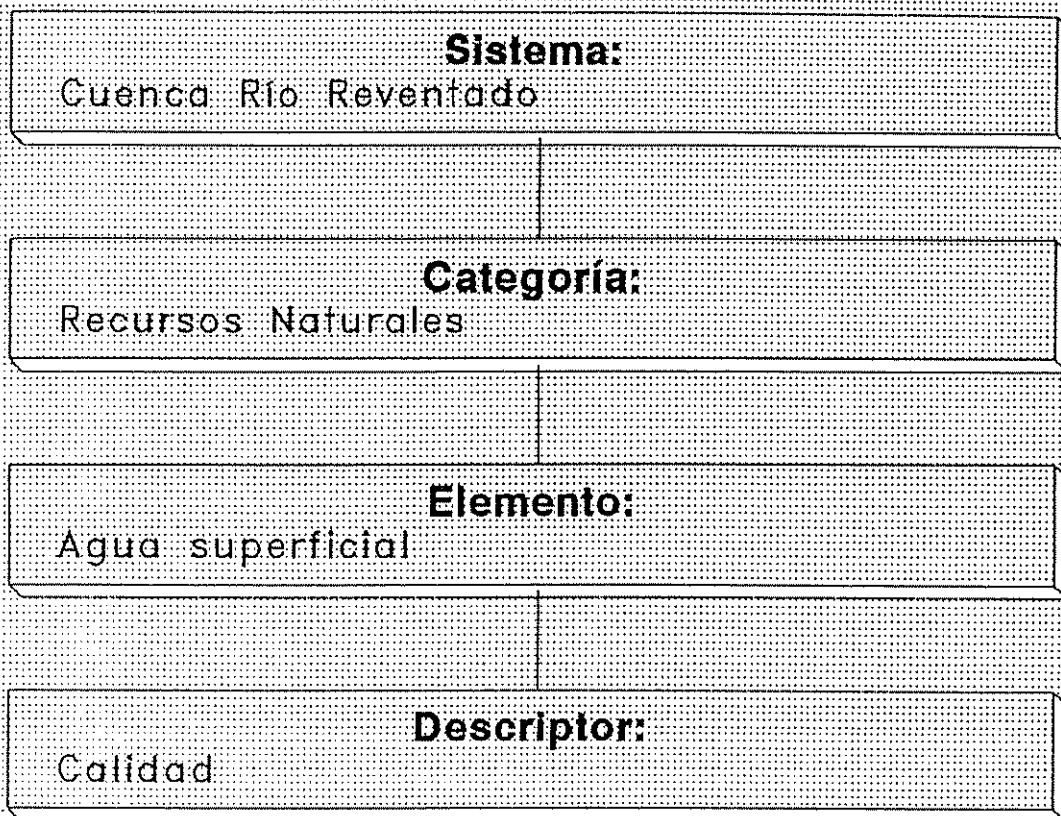 Sistema:
Cuenca Río Reventado
Categoría:
Recursos Naturales
Elemento:
Agua superficial
Descriptor:
Calidad